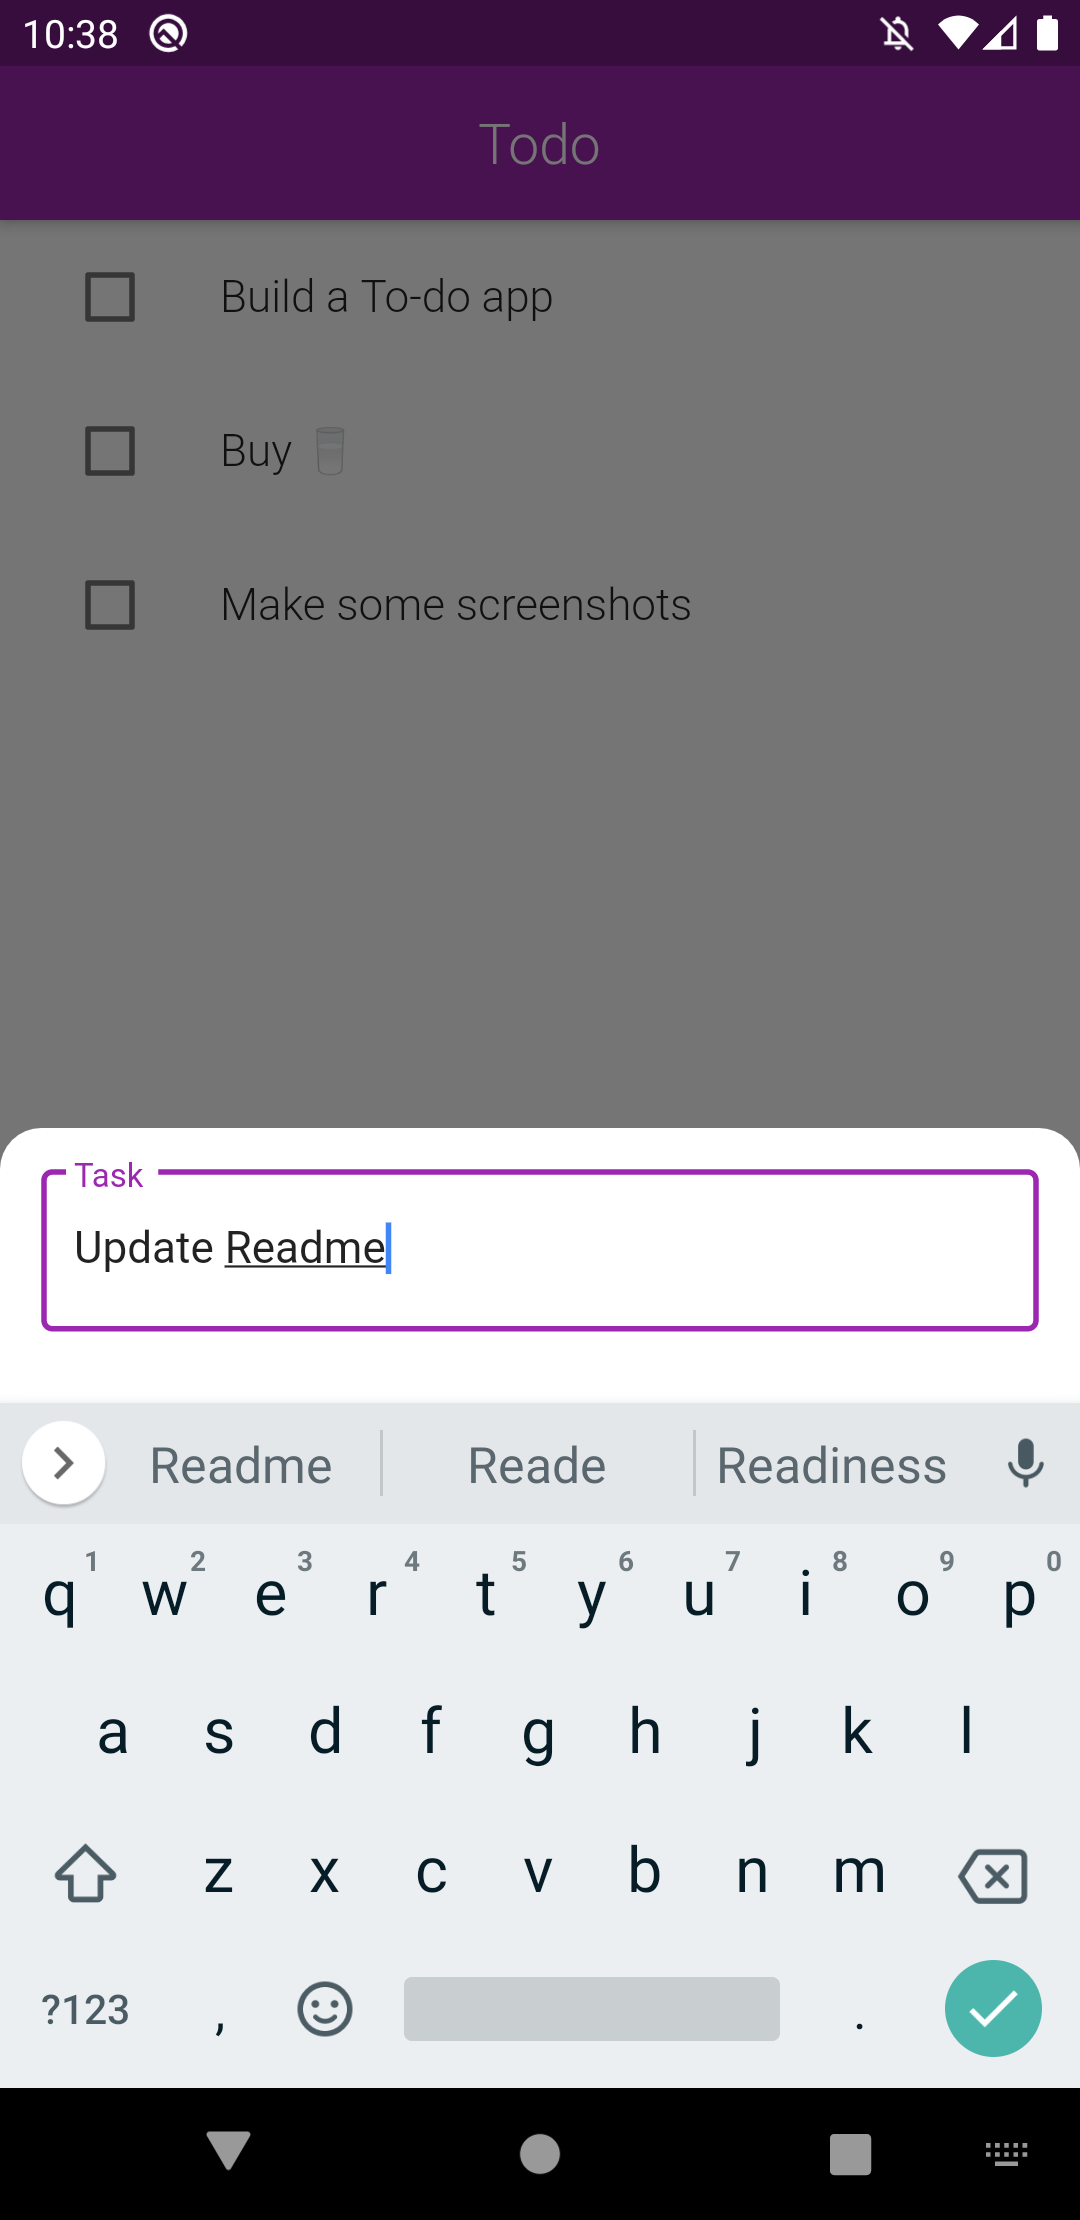 10:38
Todo
Build a To-do app
Buy 🥛
Make some screenshots
Task
Update Readme
Readme Reade Readiness
1 2 3 4 5 6 7 8 9 0
q w e r t y u i o p
a s d f g h j k l
z x c v b n m
?123 , .